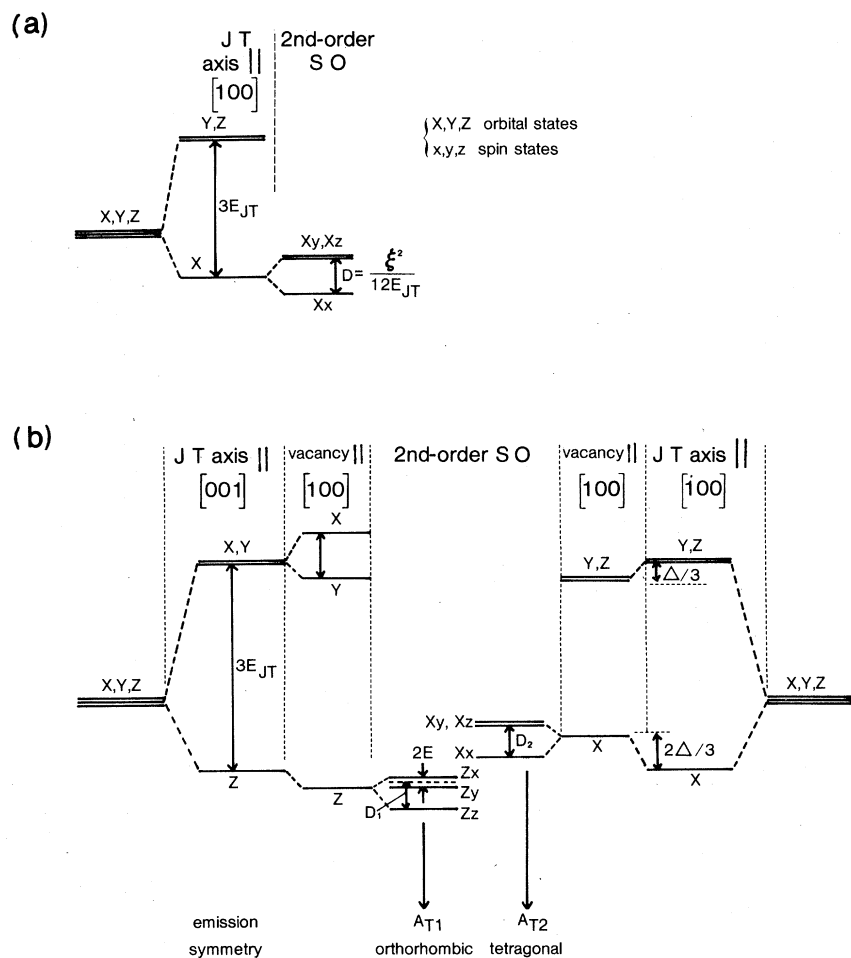 (a)
J T
axis ||
[100]
2nd-order
S O
X,Y,Z orbital states
x,y,z spin states
Y,Z
X,Y,Z
3E_JT
X
Xy,Xz
D = ξ² / 12E_JT
Xx
(b)
J T axis ||
[001]
vacancy ||
[100]
2nd-order SO
vacancy ||
[100]
J T axis ||
[100]
X
X,Y
Y
Y,Z
Y,Z
Δ/3
3E_JT
X,Y,Z
X,Y,Z
Xy, Xz
D₂
Xx
X
2Δ/3
X
Z
Z
2E
Zx
Zy
D₁
Zz
emission
symmetry
A_T1
orthorhombic
A_T2
tetragonal